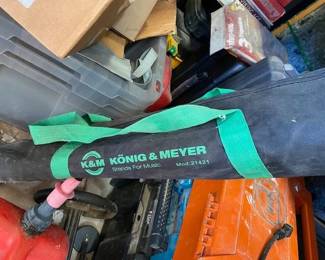 K&M
KÖNIG & MEYER
Stands For Music
Mod: 21421